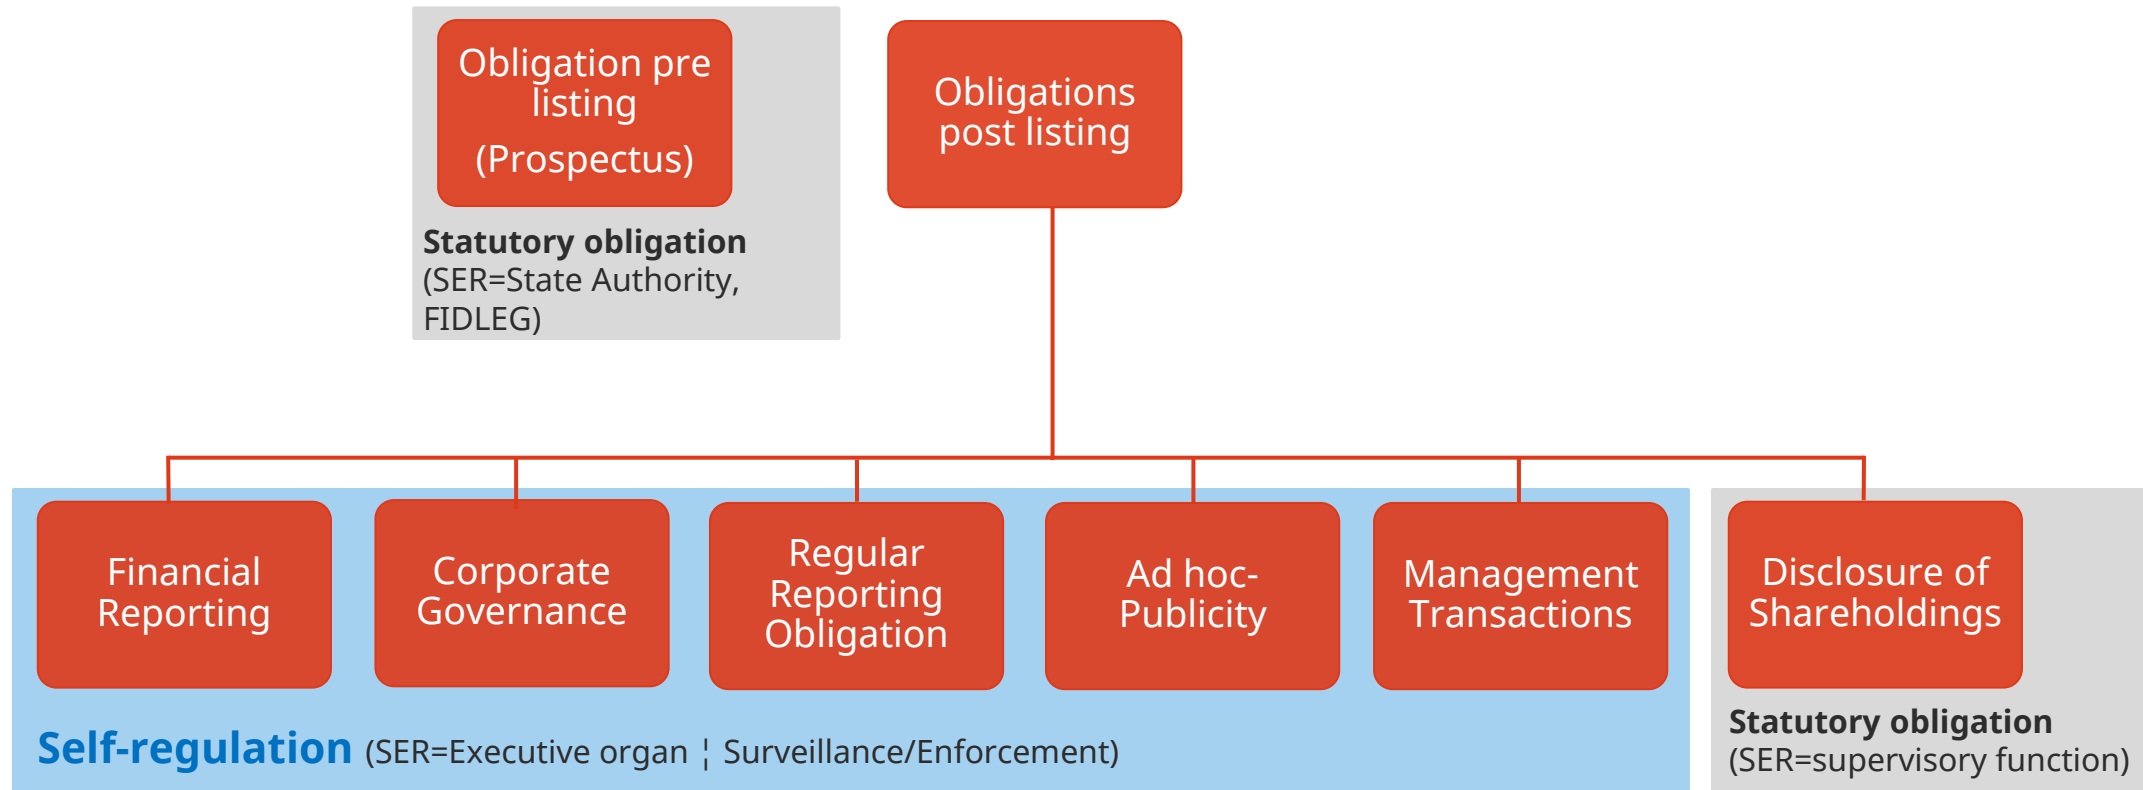 Obligation pre
listing
(Prospectus)
Statutory obligation
(SER=State Authority,
FIDLEG)
Obligations
post listing
Financial
Reporting
Corporate
Governance
Regular
Reporting
Obligation
Ad hoc-
Publicity
Management
Transactions
Disclosure of
Shareholdings
Self-regulation (SER=Executive organ ¦ Surveillance/Enforcement)
Statutory obligation
(SER=supervisory function)